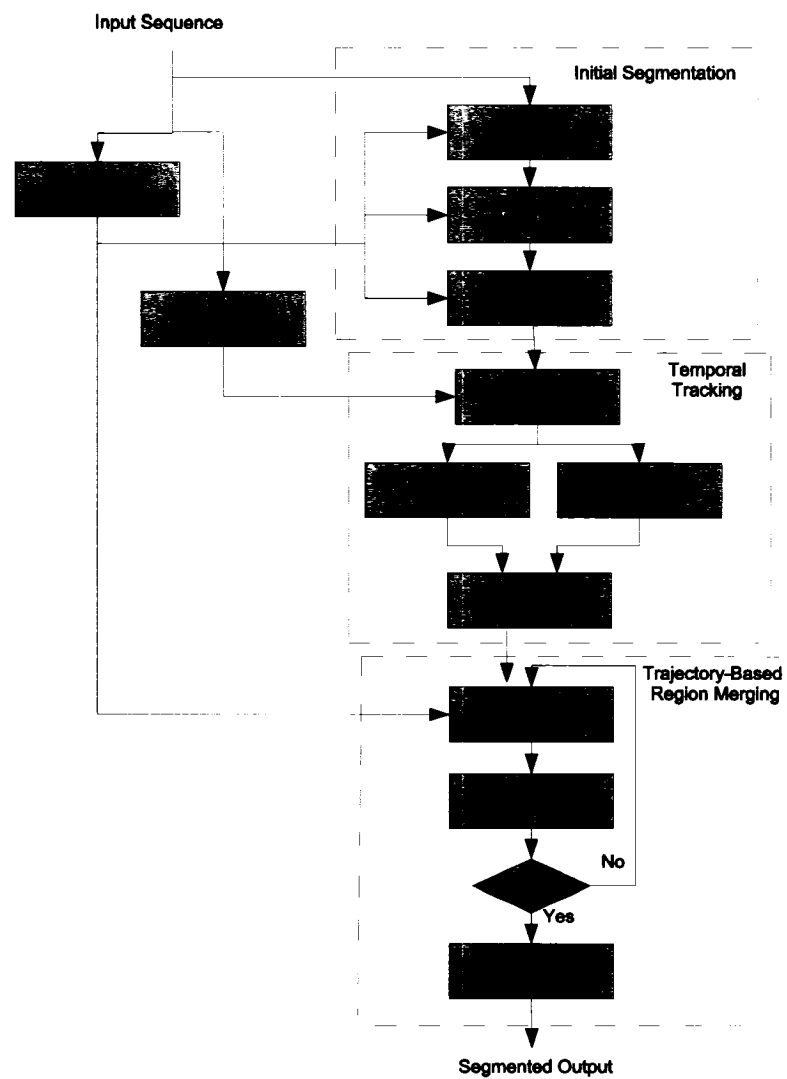 Input Sequence
Initial Segmentation
Temporal
Tracking
Trajectory-Based
Region Merging
No
Yes
Segmented Output